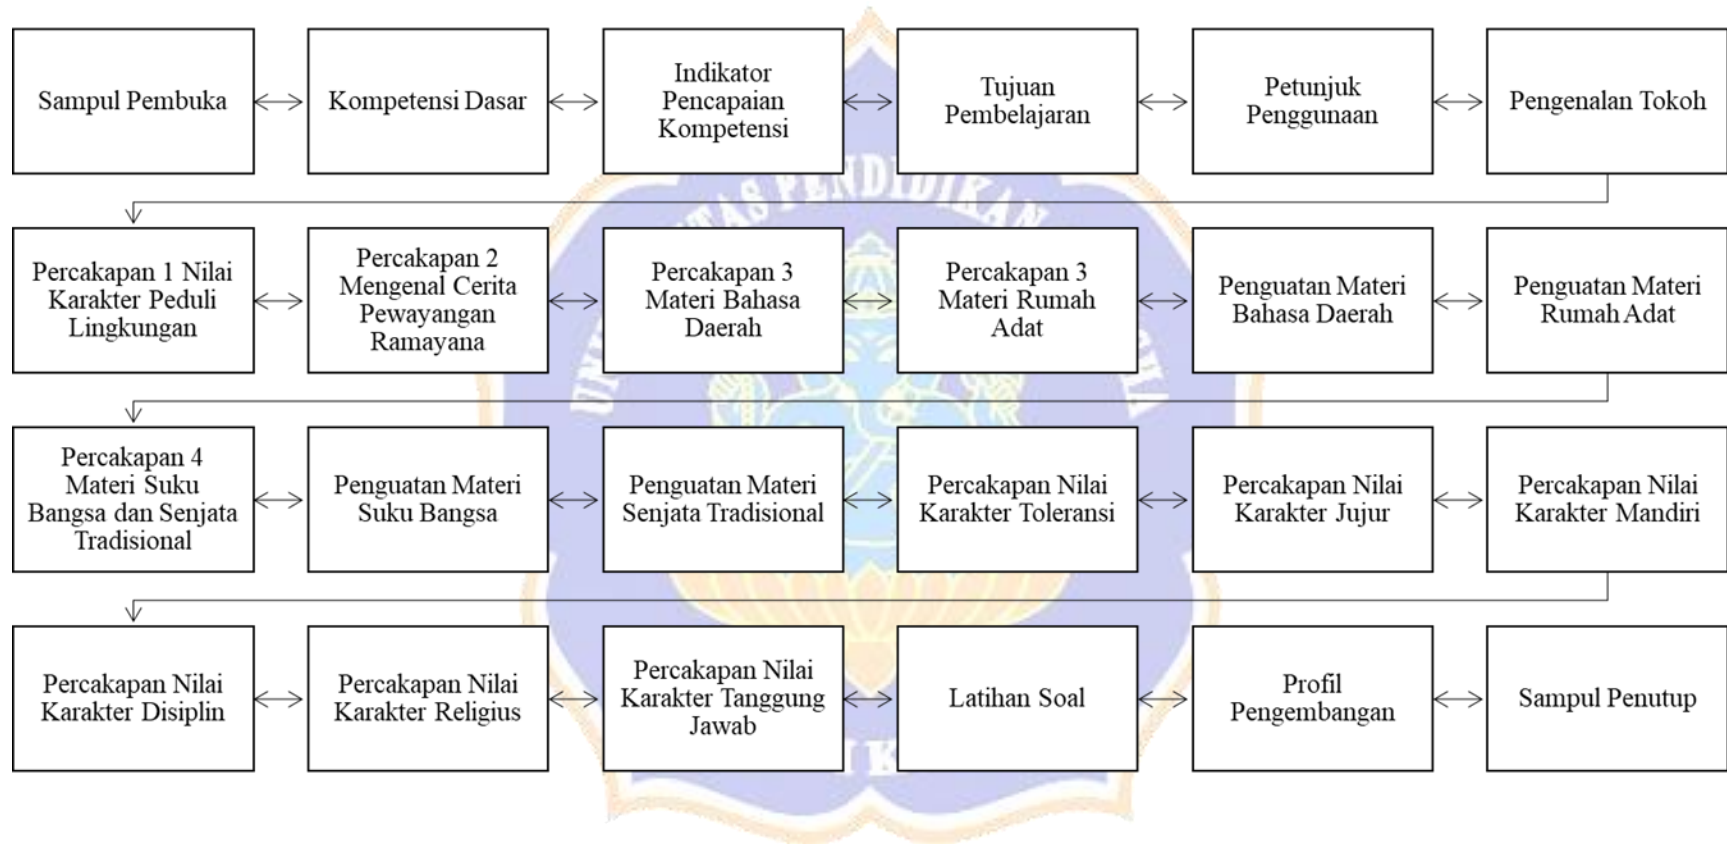 Sampul Pembuka
Kompetensi Dasar
Indikator
Pencapaian
Kompetensi
Tujuan
Pembelajaran
Petunjuk
Penggunaan
Pengenalan Tokoh
Percakapan 1 Nilai
Karakter Peduli
Lingkungan
Percakapan 2
Mengenal Cerita
Pewayangan
Ramayana
Percakapan 3
Materi Bahasa
Daerah
Percakapan 3
Materi Rumah
Adat
Penguatan Materi
Bahasa Daerah
Penguatan Materi
Rumah Adat
Percakapan 4
Materi Suku
Bangsa dan Senjata
Tradisional
Penguatan Materi
Suku Bangsa
Penguatan Materi
Senjata Tradisional
Percakapan Nilai
Karakter Toleransi
Percakapan Nilai
Karakter Jujur
Percakapan Nilai
Karakter Mandiri
Percakapan Nilai
Karakter Disiplin
Percakapan Nilai
Karakter Religius
Percakapan Nilai
Karakter Tanggung
Jawab
Latihan Soal
Profil
Pengembangan
Sampul Penutup
PENDIDIKAN